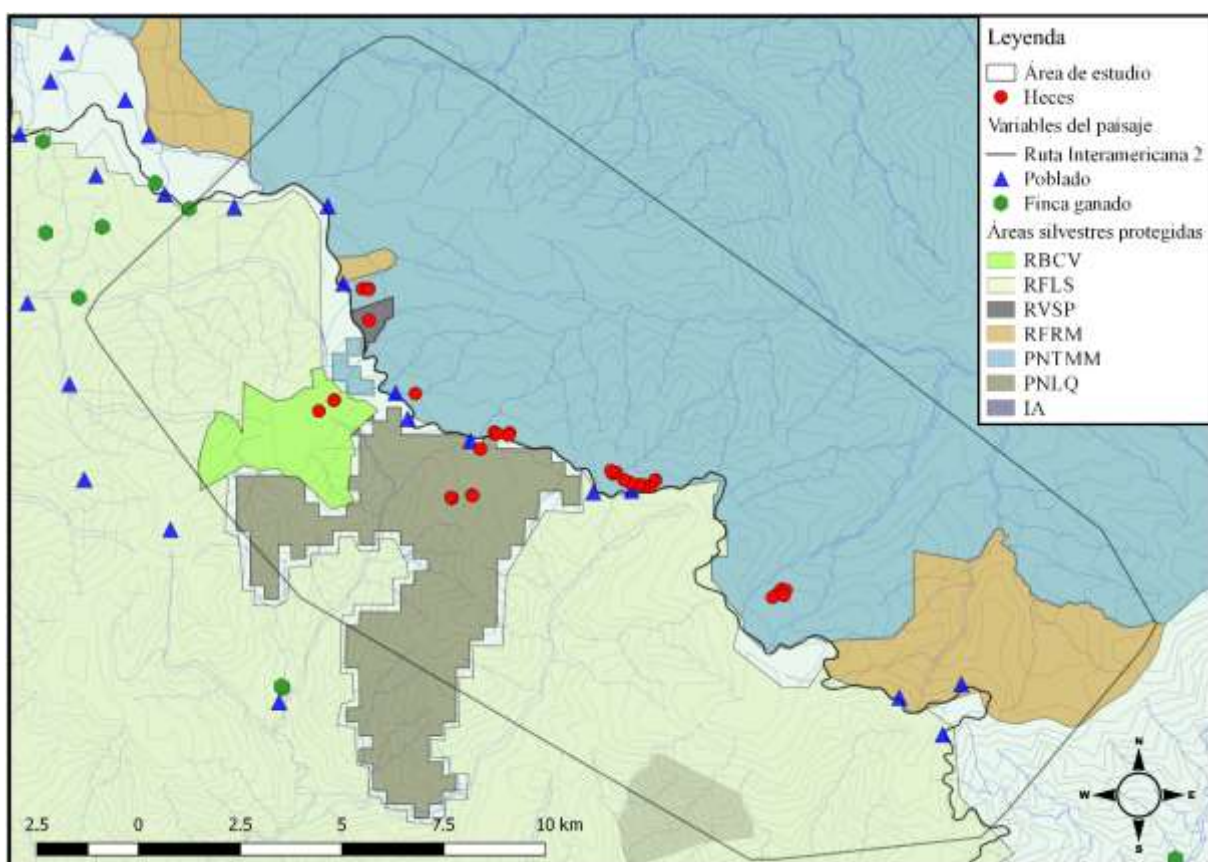 Leyenda
Área de estudio
Heces
Variables del paisaje
Ruta Interamericana 2
Poblado
Finca ganado
Áreas silvestres protegidas
RBCV
RFLS
RVSP
RFRM
PNTMM
PNLQ
IA
N
W E
S
2.5 0 2.5 5 7.5 10 km